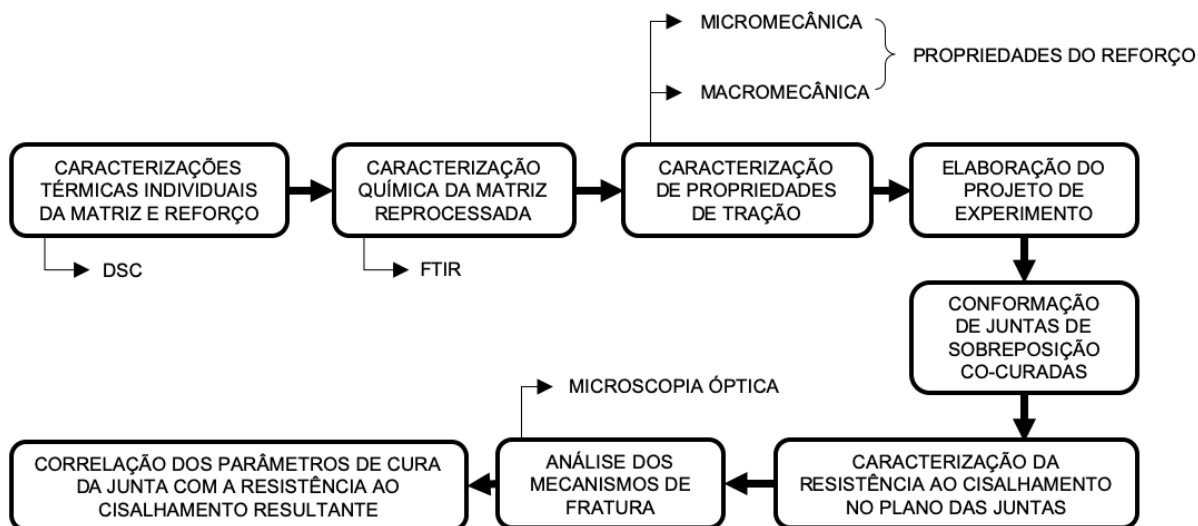 MICROMECÂNICA
PROPRIEDADES DO REFORÇO
MACROMECÂNICA
CARACTERIZAÇÕES
TÉRMICAS INDIVIDUAIS
DA MATRIZ E REFORÇO
DSC
CARACTERIZAÇÃO
QUÍMICA DA MATRIZ
REPROCESSADA
FTIR
CARACTERIZAÇÃO
DE PROPRIEDADES
DE TRAÇÃO
ELABORAÇÃO DO
PROJETO DE
EXPERIMENTO
CONFORMAÇÃO
DE JUNTAS DE
SOBREPOSIÇÃO
CO-CURADAS
CARACTERIZAÇÃO DA
RESISTÊNCIA AO CISALHAMENTO
NO PLANO DAS JUNTAS
MICROSCOPIA ÓPTICA
ANÁLISE DOS
MECANISMOS DE
FRATURA
CORRELAÇÃO DOS PARÂMETROS DE CURA
DA JUNTA COM A RESISTÊNCIA AO
CISALHAMENTO RESULTANTE